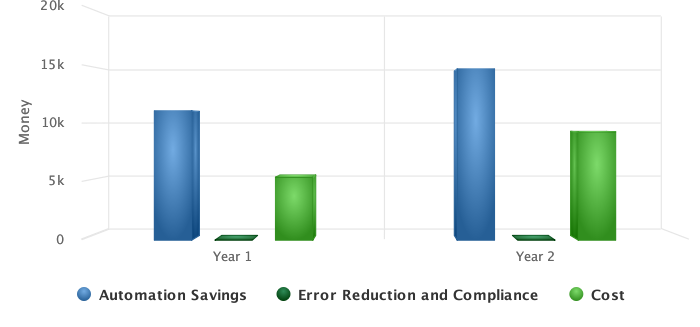 20k
15k
10k
5k
0
Money
Year 1
Year 2
Automation Savings
Error Reduction and Compliance
Cost